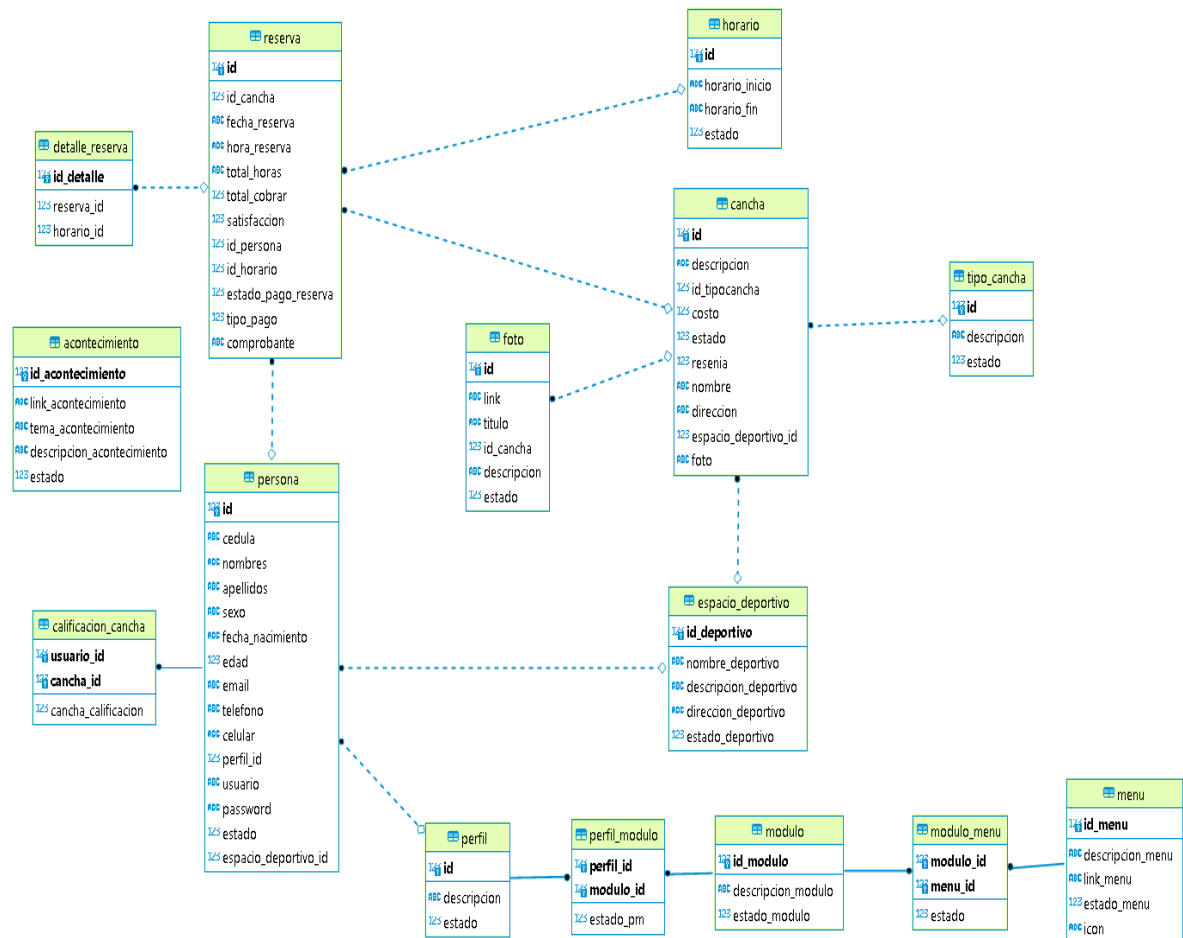 reserva
id
id_cancha
fecha_reserva
hora_reserva
total_horas
total_cobrar
satisfaccion
id_persona
id_horario
estado_pago_reserva
tipo_pago
comprobante
horario
id
horario_inicio
horario_fin
estado
detalle_reserva
id_detalle
reserva_id
horario_id
cancha
id
descripcion
id_tipocancha
costo
estado
resenia
nombre
direccion
espacio_deportivo_id
foto
tipo_cancha
id
descripcion
estado
acontecimiento
id_acontecimiento
link_acontecimiento
tema_acontecimiento
descripcion_acontecimiento
estado
foto
id
link
titulo
id_cancha
descripcion
estado
persona
id
cedula
nombres
apellidos
sexo
fecha_nacimiento
edad
email
telefono
celular
perfil_id
usuario
password
estado
espacio_deportivo_id
calificacion_cancha
usuario_id
cancha_id
cancha_calificacion
espacio_deportivo
id_deportivo
nombre_deportivo
descripcion_deportivo
direccion_deportivo
estado_deportivo
perfil
id
descripcion
estado
perfil_modulo
perfil_id
modulo_id
estado_pm
modulo
id_modulo
descripcion_modulo
estado_modulo
modulo_menu
modulo_id
menu_id
estado
menu
id_menu
descripcion_menu
link_menu
estado_menu
icon